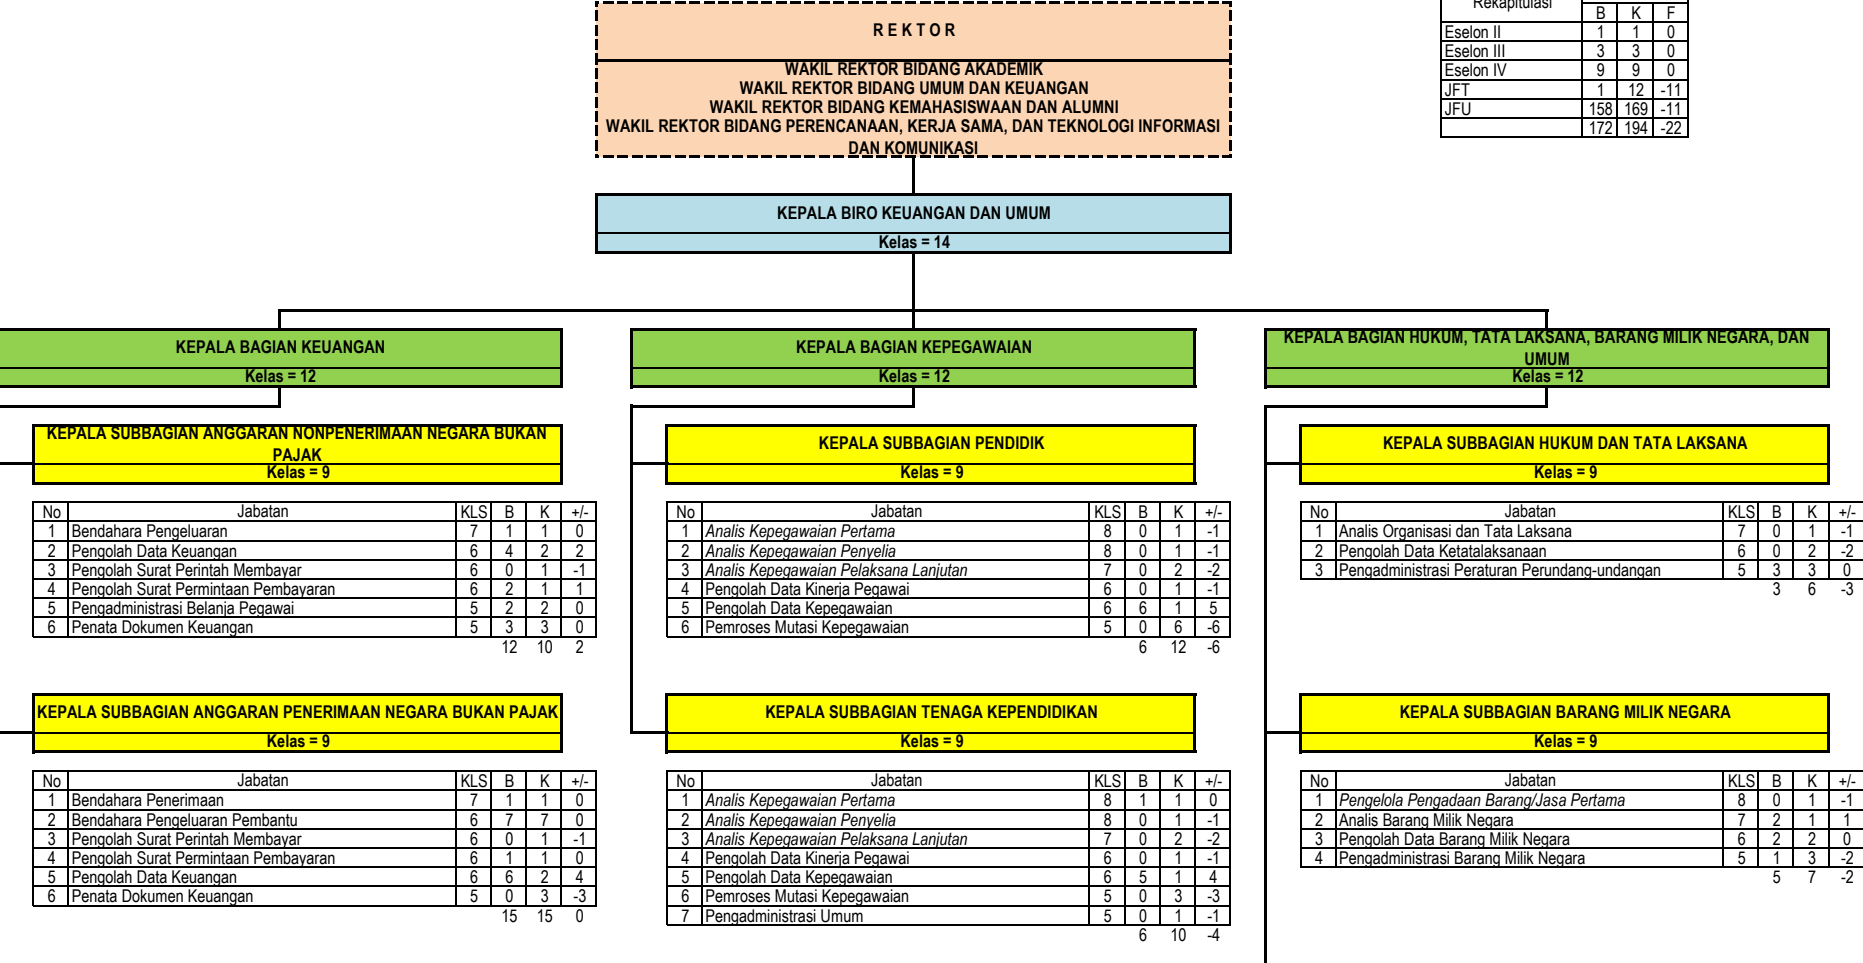 R E K T O R
WAKIL REKTOR BIDANG AKADEMIK
WAKIL REKTOR BIDANG UMUM DAN KEUANGAN
WAKIL REKTOR BIDANG KEMAHASISWAAN DAN ALUMNI
WAKIL REKTOR BIDANG PERENCANAAN, KERJA SAMA, DAN TEKNOLOGI INFORMASI
DAN KOMUNIKASI
Rekapitulasi
B K F
Eselon II 1 1 0
Eselon III 3 3 0
Eselon IV 9 9 0
JFT 1 12 -11
JFU 158 169 -11
172 194 -22
KEPALA BIRO KEUANGAN DAN UMUM
Kelas = 14
KEPALA BAGIAN KEUANGAN
Kelas = 12
KEPALA SUBBAGIAN ANGGARAN NONPENERIMAAN NEGARA BUKAN
PAJAK
Kelas = 9
No Jabatan KLS B K +/-
1 Bendahara Pengeluaran 7 1 1 0
2 Pengolah Data Keuangan 6 4 2 2
3 Pengolah Surat Perintah Membayar 6 0 1 -1
4 Pengolah Surat Permintaan Pembayaran 6 2 1 1
5 Pengadministrasi Belanja Pegawai 5 2 2 0
6 Penata Dokumen Keuangan 5 3 3 0
12 10 2
KEPALA SUBBAGIAN ANGGARAN PENERIMAAN NEGARA BUKAN PAJAK
Kelas = 9
No Jabatan KLS B K +/-
1 Bendahara Penerimaan 7 1 1 0
2 Bendahara Pengeluaran Pembantu 6 7 7 0
3 Pengolah Surat Perintah Membayar 6 0 1 -1
4 Pengolah Surat Permintaan Pembayaran 6 1 1 0
5 Pengolah Data Keuangan 6 6 2 4
6 Penata Dokumen Keuangan 5 0 3 -3
15 15 0
KEPALA BAGIAN KEPEGAWAIAN
Kelas = 12
KEPALA SUBBAGIAN PENDIDIK
Kelas = 9
No Jabatan KLS B K +/-
1 Analis Kepegawaian Pertama 8 0 1 -1
2 Analis Kepegawaian Penyelia 8 0 1 -1
3 Analis Kepegawaian Pelaksana Lanjutan 7 0 2 -2
4 Pengolah Data Kinerja Pegawai 6 0 1 -1
5 Pengolah Data Kepegawaian 6 6 1 5
6 Pemroses Mutasi Kepegawaian 5 0 6 -6
6 12 -6
KEPALA SUBBAGIAN TENAGA KEPENDIDIKAN
Kelas = 9
No Jabatan KLS B K +/-
1 Analis Kepegawaian Pertama 8 1 1 0
2 Analis Kepegawaian Penyelia 8 0 1 -1
3 Analis Kepegawaian Pelaksana Lanjutan 7 0 2 -2
4 Pengolah Data Kinerja Pegawai 6 0 1 -1
5 Pengolah Data Kepegawaian 6 5 1 4
6 Pemroses Mutasi Kepegawaian 5 0 3 -3
7 Pengadministrasi Umum 5 0 1 -1
6 10 -4
KEPALA BAGIAN HUKUM, TATA LAKSANA, BARANG MILIK NEGARA, DAN
UMUM
Kelas = 12
KEPALA SUBBAGIAN HUKUM DAN TATA LAKSANA
Kelas = 9
No Jabatan KLS B K +/-
1 Analis Organisasi dan Tata Laksana 7 0 1 -1
2 Pengolah Data Ketatalaksanaan 6 0 2 -2
3 Pengadministrasi Peraturan Perundang-undangan 5 3 3 0
3 6 -3
KEPALA SUBBAGIAN BARANG MILIK NEGARA
Kelas = 9
No Jabatan KLS B K +/-
1 Pengelola Pengadaan Barang/Jasa Pertama 8 0 1 -1
2 Analis Barang Milik Negara 7 2 1 1
3 Pengolah Data Barang Milik Negara 6 2 2 0
4 Pengadministrasi Barang Milik Negara 5 1 3 -2
5 7 -2